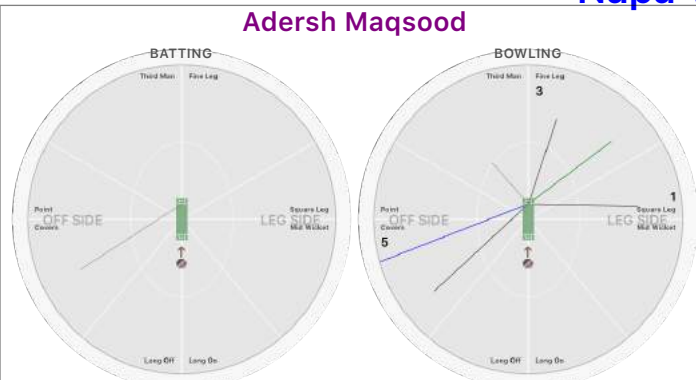 Adersh Maqsood
BATTING
Third Man Fine Leg
Point
Covers
OFF SIDE
LEG SIDE
Square Leg
Mid Wicket
Long Off Long On
BOWLING
Third Man Fine Leg
3
Point
Covers
OFF SIDE
5
1
LEG SIDE
Square Leg
Mid Wicket
Long Off Long On